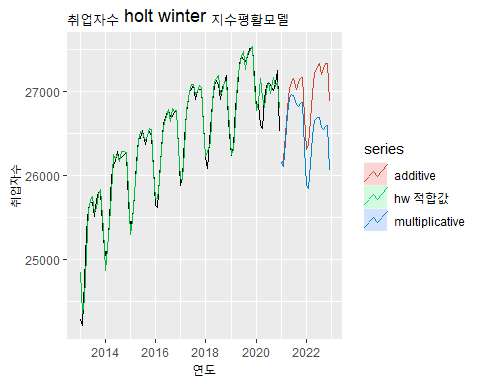 취업자수 holt winter 지수평활모델
취업자수
27000
26000
25000
2014
2016
2018
2020
2022
연도
series
additive
hw 적합값
multiplicative